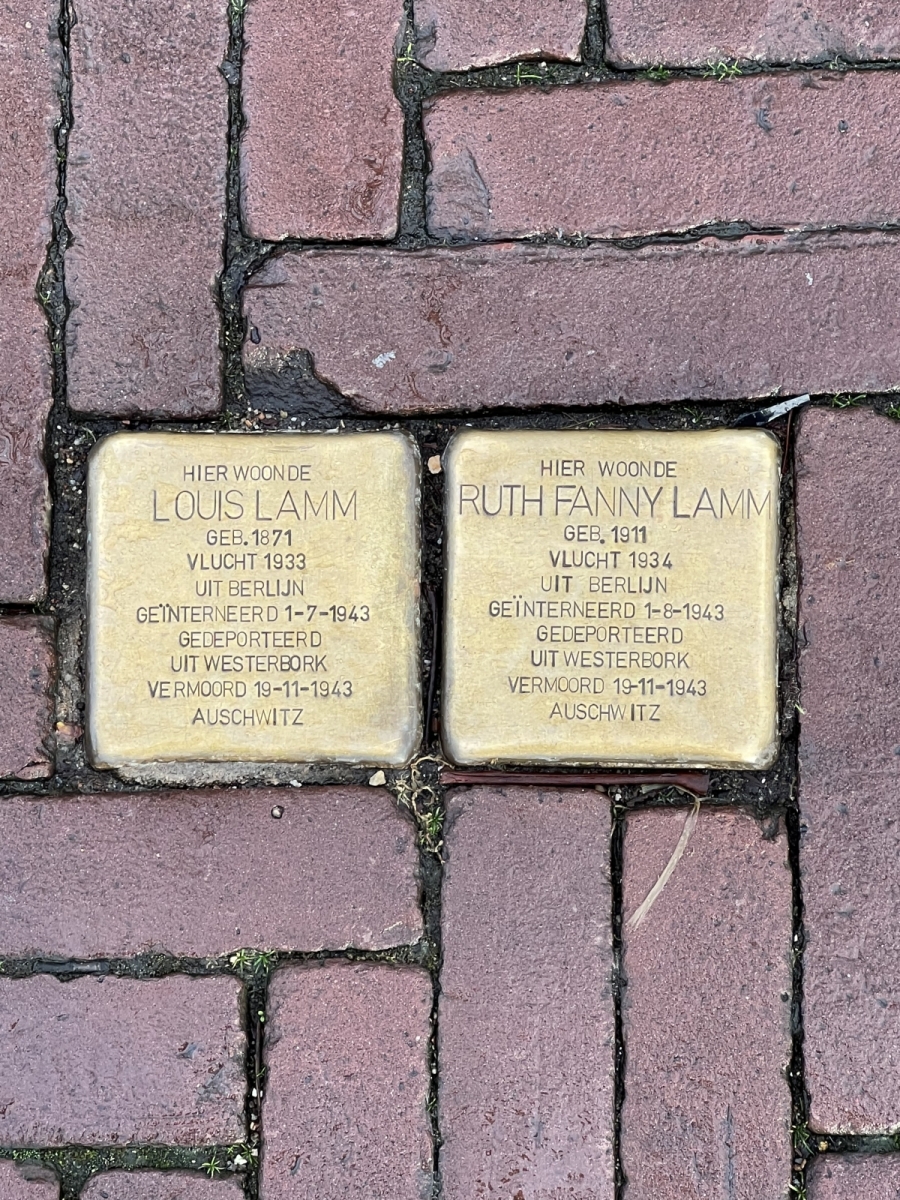 HIER WOONDE
LOUIS LAMM
GEB. 1871
VLUCHT 1933
UIT BERLIJN
GEÏNTERNEERD 1-7-1943
GEDEPORTEERD
UIT WESTERBORK
VERMOORD 19-11-1943
AUSCHWITZ
HIER WOONDE
RUTH FANNY LAMM
GEB. 1911
VLUCHT 1934
UIT BERLIJN
GEÏNTERNEERD 1-8-1943
GEDEPORTEERD
UIT WESTERBORK
VERMOORD 19-11-1943
AUSCHWITZ